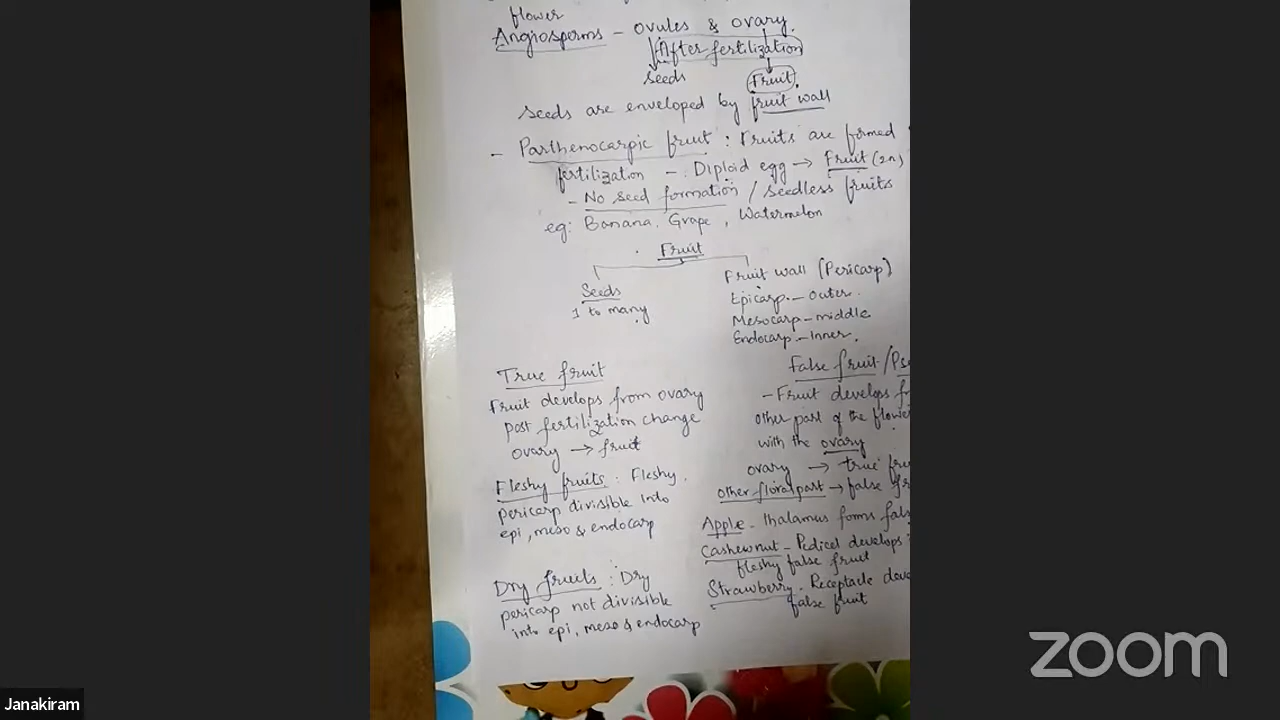 flower
Angiosperms - ovules & ovary.
After fertilization
seeds
Fruit.
seeds are enveloped by fruit wall
- Parthenocarpic fruit : Fruits are formed
fertilization - Diploid egg → Fruit (2n)
- No seed formation / seedless fruits
eg: Banana. Grape, Watermelon
Fruit
Seeds
1 to many
Fruit wall (Pericarp)
Epicarp - outer.
Mesocarp - middle
Endocarp - Inner.
True fruit
Fruit develops from ovary
post fertilization change
ovary → fruit
Fleshy fruits : Fleshy.
pericarp divisible into
epi, meso & endocarp
Dry fruits : Dry
pericarp not divisible
into epi, meso & endocarp
False fruit /Ps
- Fruit develops f
other part of the flower
with the ovary
ovary → true fru
other floral part → false fr
Apple - Thalamus forms fals
Cashewnut - Pedicel develops
fleshy false fruit
Strawberry - Receptacle deve
false fruit
zoom
Janakiram